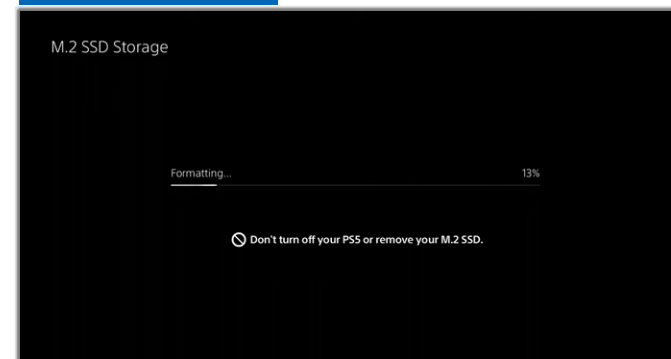 M.2 SSD Storage
Formatting... 13%
Don't turn off your PS5 or remove your M.2 SSD.